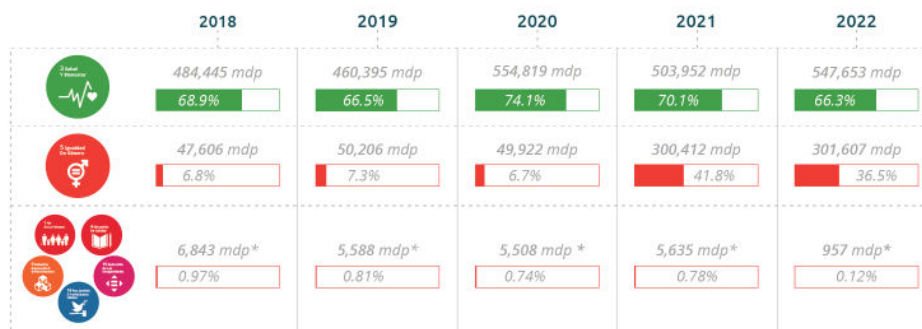 2018 2019 2020 2021 2022
3 Salud
Y Bienestar
484,445 mdp 460,395 mdp 554,819 mdp 503,952 mdp 547,653 mdp
68.9% 66.5% 74.1% 70.1% 66.3%
5 Igualdad
De Género
47,606 mdp 50,206 mdp 49,922 mdp 300,412 mdp 301,607 mdp
6.8% 7.3% 6.7% 41.8% 36.5%
6,843 mdp* 5,588 mdp* 5,508 mdp * 5,635 mdp* 957 mdp*
0.97% 0.81% 0.74% 0.78% 0.12%